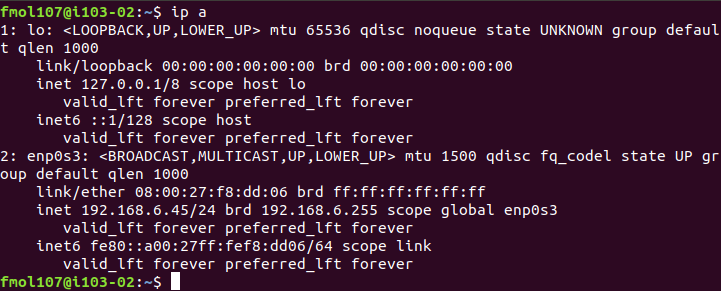 fmol107@i103-02:~$ ip a
1: lo: <LOOPBACK,UP,LOWER_UP> mtu 65536 qdisc noqueue state UNKNOWN group defaul
t qlen 1000
    link/loopback 00:00:00:00:00:00 brd 00:00:00:00:00:00
    inet 127.0.0.1/8 scope host lo
       valid_lft forever preferred_lft forever
    inet6 ::1/128 scope host
       valid_lft forever preferred_lft forever
2: enp0s3: <BROADCAST,MULTICAST,UP,LOWER_UP> mtu 1500 qdisc fq_codel state UP gr
oup default qlen 1000
    link/ether 08:00:27:f8:dd:06 brd ff:ff:ff:ff:ff:ff
    inet 192.168.6.45/24 brd 192.168.6.255 scope global enp0s3
       valid_lft forever preferred_lft forever
    inet6 fe80::a00:27ff:fef8:dd06/64 scope link
       valid_lft forever preferred_lft forever
fmol107@i103-02:~$